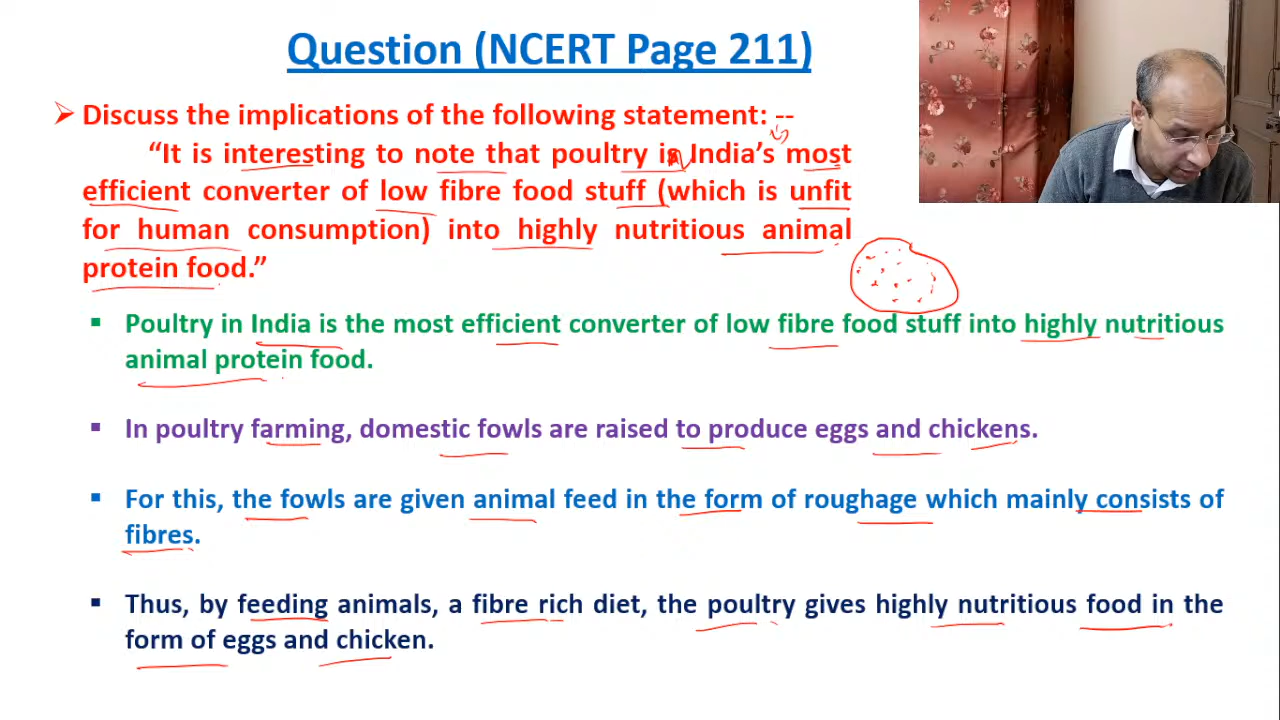 Question (NCERT Page 211)
➢ Discuss the implications of the following statement: --
“It is interesting to note that poultry is India’s most
efficient converter of low fibre food stuff (which is unfit
for human consumption) into highly nutritious animal
protein food.”
▪ Poultry in India is the most efficient converter of low fibre food stuff into highly nutritious
animal protein food.
▪ In poultry farming, domestic fowls are raised to produce eggs and chickens.
▪ For this, the fowls are given animal feed in the form of roughage which mainly consists of
fibres.
▪ Thus, by feeding animals, a fibre rich diet, the poultry gives highly nutritious food in the
form of eggs and chicken.